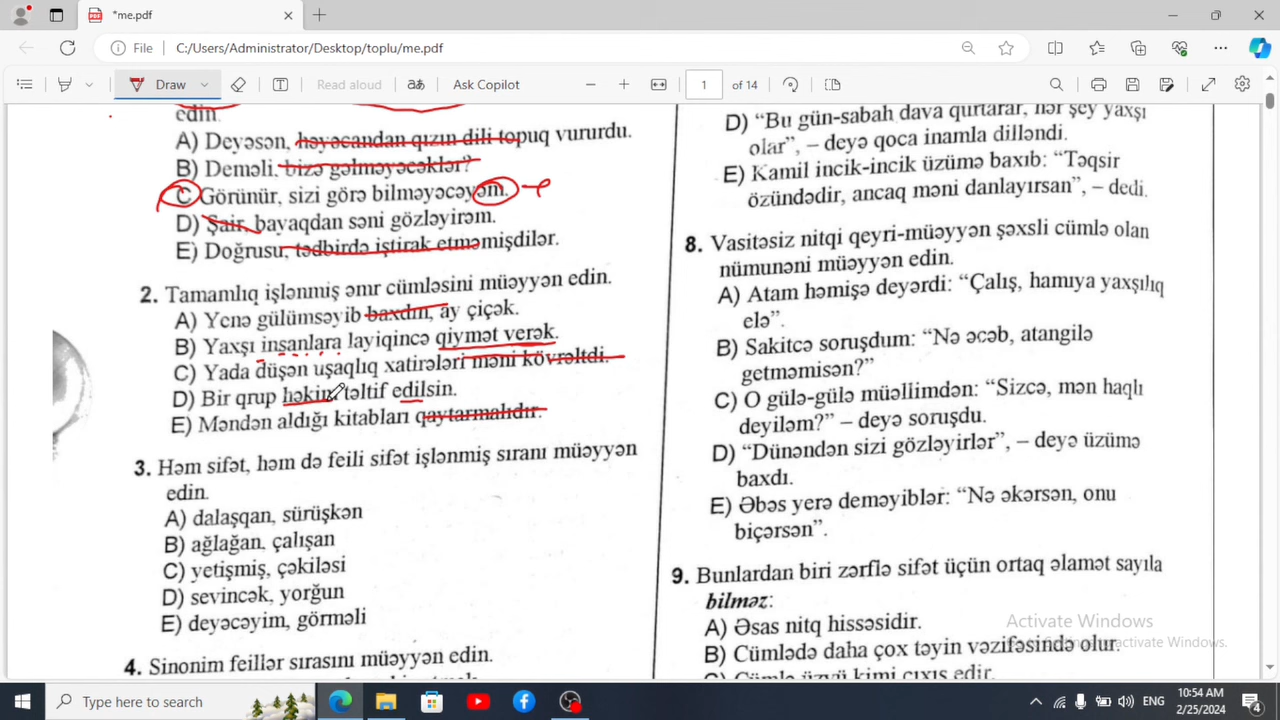 *me.pdf
File
C:/Users/Administrator/Desktop/toplu/me.pdf
Draw
Read aloud
Ask Copilot
1 of 14
edin.
A) Deyəsən, həyəcandan qızın dili topuq vururdu.
B) Deməli, bizə gəlməyəcəklər?
C) Görünür, sizi görə bilməyəcəyəm.
D) Şair, bayaqdan səni gözləyirəm.
E) Doğrusu, tədbirdə iştirak etməmişdilər.
2. Tamamlıq işlənmiş əmr cümləsini müəyyən edin.
A) Yenə gülümsəyib baxdın, ay çiçək.
B) Yaxşı insanlara layiqincə qiymət verək.
C) Yada düşən uşaqlıq xatirələri məni kövrəltdi.
D) Bir qrup həkim təltif edilsin.
E) Məndən aldığı kitabları qaytarmalıdır.
3. Həm sifət, həm də feili sifət işlənmiş sıranı müəyyən
edin.
A) dalaşqan, sürüşkən
B) ağlağan, çalışan
C) yetişmiş, çəkiləsi
D) sevincək, yorğun
E) deyəcəyim, görməli
4. Sinonim feillər sırasını müəyyən edin.
D) “Bu gün-sabah dava qurtarar, hər şey yaxşı
olar”, – deyə qoca inamla dilləndi.
E) Kamil incik-incik üzümə baxıb: “Təqsir
özündədir, ancaq məni danlayırsan”, – dedi.
8. Vasitəsiz nitqi qeyri-müəyyən şəxsli cümlə olan
nümunəni müəyyən edin.
A) Atam həmişə deyərdi: “Çalış, hamıya yaxşılıq
elə”.
B) Sakitcə soruşdum: “Nə əcəb, atangilə
getməmisən?”
C) O gülə-gülə müəllimdən: “Sizcə, mən haqlı
deyiləm?” – deyə soruşdu.
D) “Dünəndən sizi gözləyirlər”, – deyə üzümə
baxdı.
E) Əbəs yerə deməyiblər: “Nə əkərsən, onu
biçərsən”.
9. Bunlardan biri zərflə sifət üçün ortaq əlamət sayıla
bilməz:
A) Əsas nitq hissəsidir.
B) Cümlədə daha çox təyin vəzifəsində olur.
C) Cümlə üzvü kimi çıxış edir.
Activate Windows
Type here to search
ENG
10:54 AM
2/25/2024
4